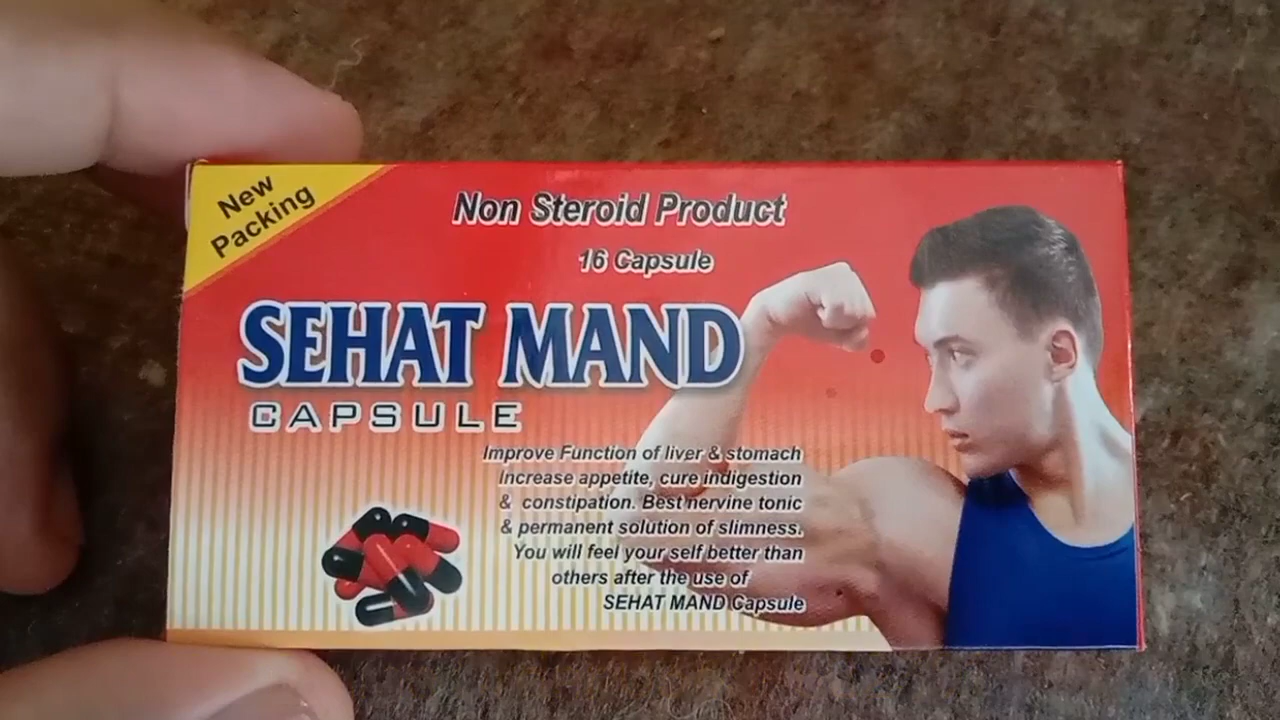 New
Packing
Non Steroid Product
16 Capsule
SEHAT MAND
CAPSULE
Improve Function of liver & stomach
Increase appetite, cure indigestion
& constipation. Best nervine tonic
& permanent solution of slimness.
You will feel your self better than
others after the use of
SEHAT MAND Capsule